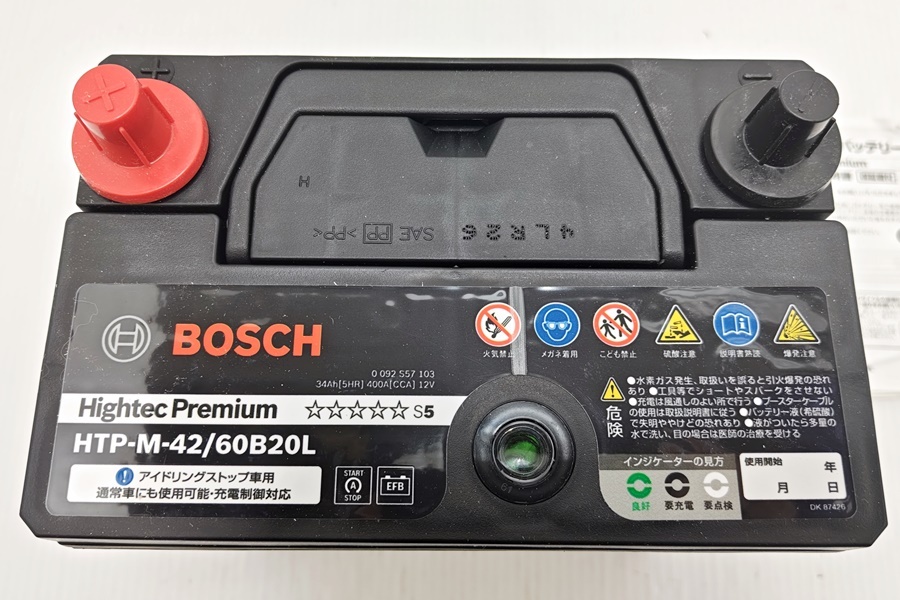 +
−
H
4LR26
SAE PP >PP<
BOSCH
0 092 S57 103
34Ah[5HR] 400A[CCA] 12V
Hightec Premium ☆☆☆☆☆ S5
HTP-M-42/60B20L
アイドリングストップ車用
通常車にも使用可能・充電制御対応
START
A
STOP
EFB
火気禁止
メガネ着用
こども禁止
硫酸注意
説明書熟読
爆発注意
危険
●水素ガス発生、取扱いを誤ると引火爆発の恐れ
あり●工具等でショートやスパークをさせない
●充電は風通しのよい所で行う●ブースターケーブル
の使用は取扱説明書に従う●バッテリー液(希硫酸)
で失明ややけどの恐れあり●液がついたら多量の
水で洗い、目の場合は医師の治療を受ける
インジケーターの見方
良好
要充電
要点検
使用開始
年
月 日
DK 87426
バッテリー